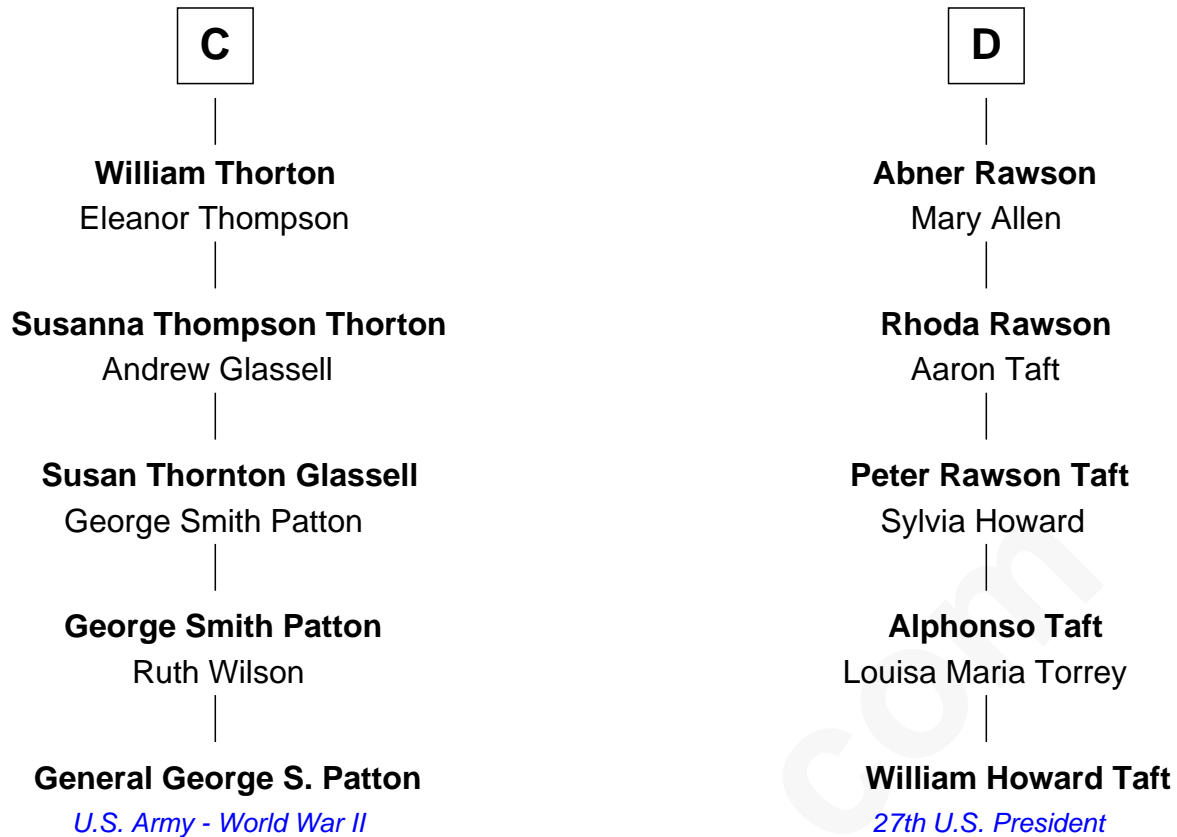 C
William Thorton
Eleanor Thompson
Susanna Thompson Thorton
Andrew Glassell
Susan Thornton Glassell
George Smith Patton
George Smith Patton
Ruth Wilson
General George S. Patton
U.S. Army - World War II
D
Abner Rawson
Mary Allen
Rhoda Rawson
Aaron Taft
Peter Rawson Taft
Sylvia Howard
Alphonso Taft
Louisa Maria Torrey
William Howard Taft
27th U.S. President
com